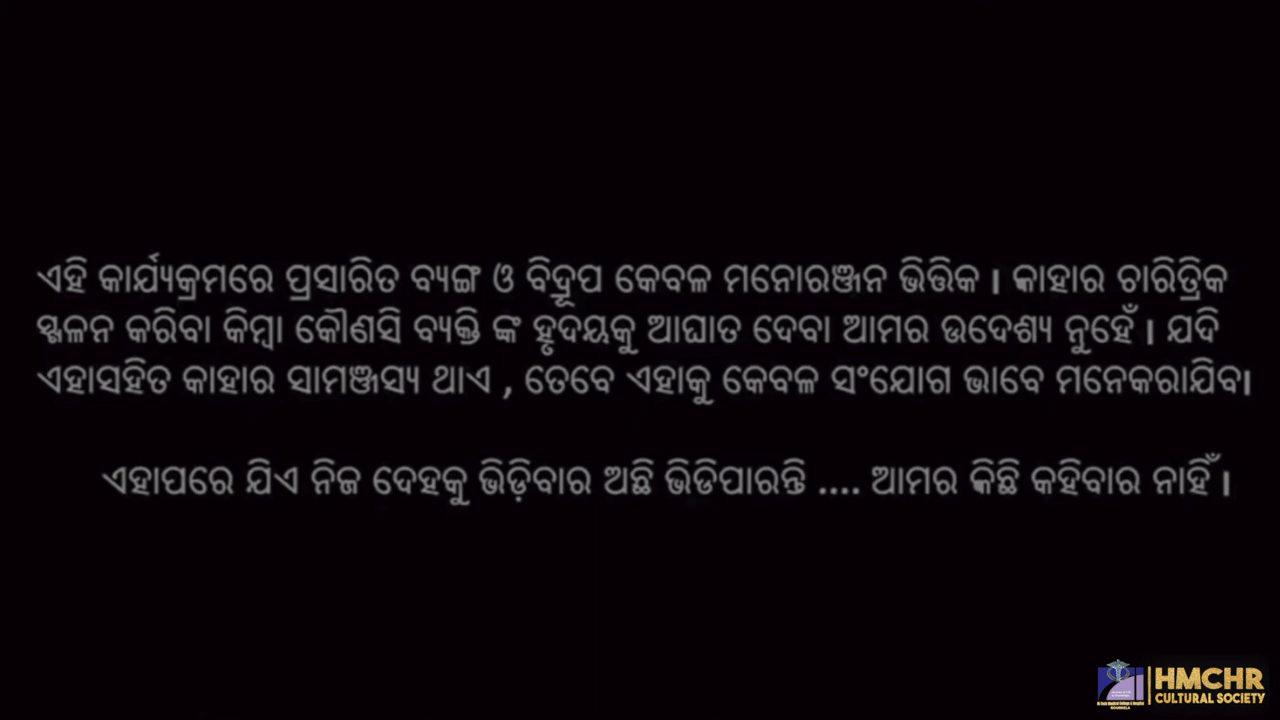 ଏହି କାର୍ଯ୍ୟକ୍ରମରେ ପ୍ରସାରିତ ବ୍ୟଙ୍ଗ ଓ ବିଦ୍ରୂପ କେବଳ ମନୋରଞ୍ଜନ ଭିତ୍ତିକ । କାହାର ଚାରିତ୍ରିକ
ସ୍ଖଳନ କରିବା କିମ୍ବା କୌଣସି ବ୍ୟକ୍ତି ଙ୍କ ହୃଦୟକୁ ଆଘାତ ଦେବା ଆମର ଉଦେଶ୍ୟ ନୁହେଁ । ଯଦି
ଏହାସହିତ କାହାର ସାମଞ୍ଜସ୍ୟ ଥାଏ , ତେବେ ଏହାକୁ କେବଳ ସଂଯୋଗ ଭାବେ ମନେକରାଯିବ।
ଏହାପରେ ଯିଏ ନିଜ ଦେହକୁ ଭିଡ଼ିବାର ଅଛି ଭିଡିପାରନ୍ତି .... ଆମର କିଛି କହିବାର ନାହିଁ ।
HMCHR
CULTURAL SOCIETY